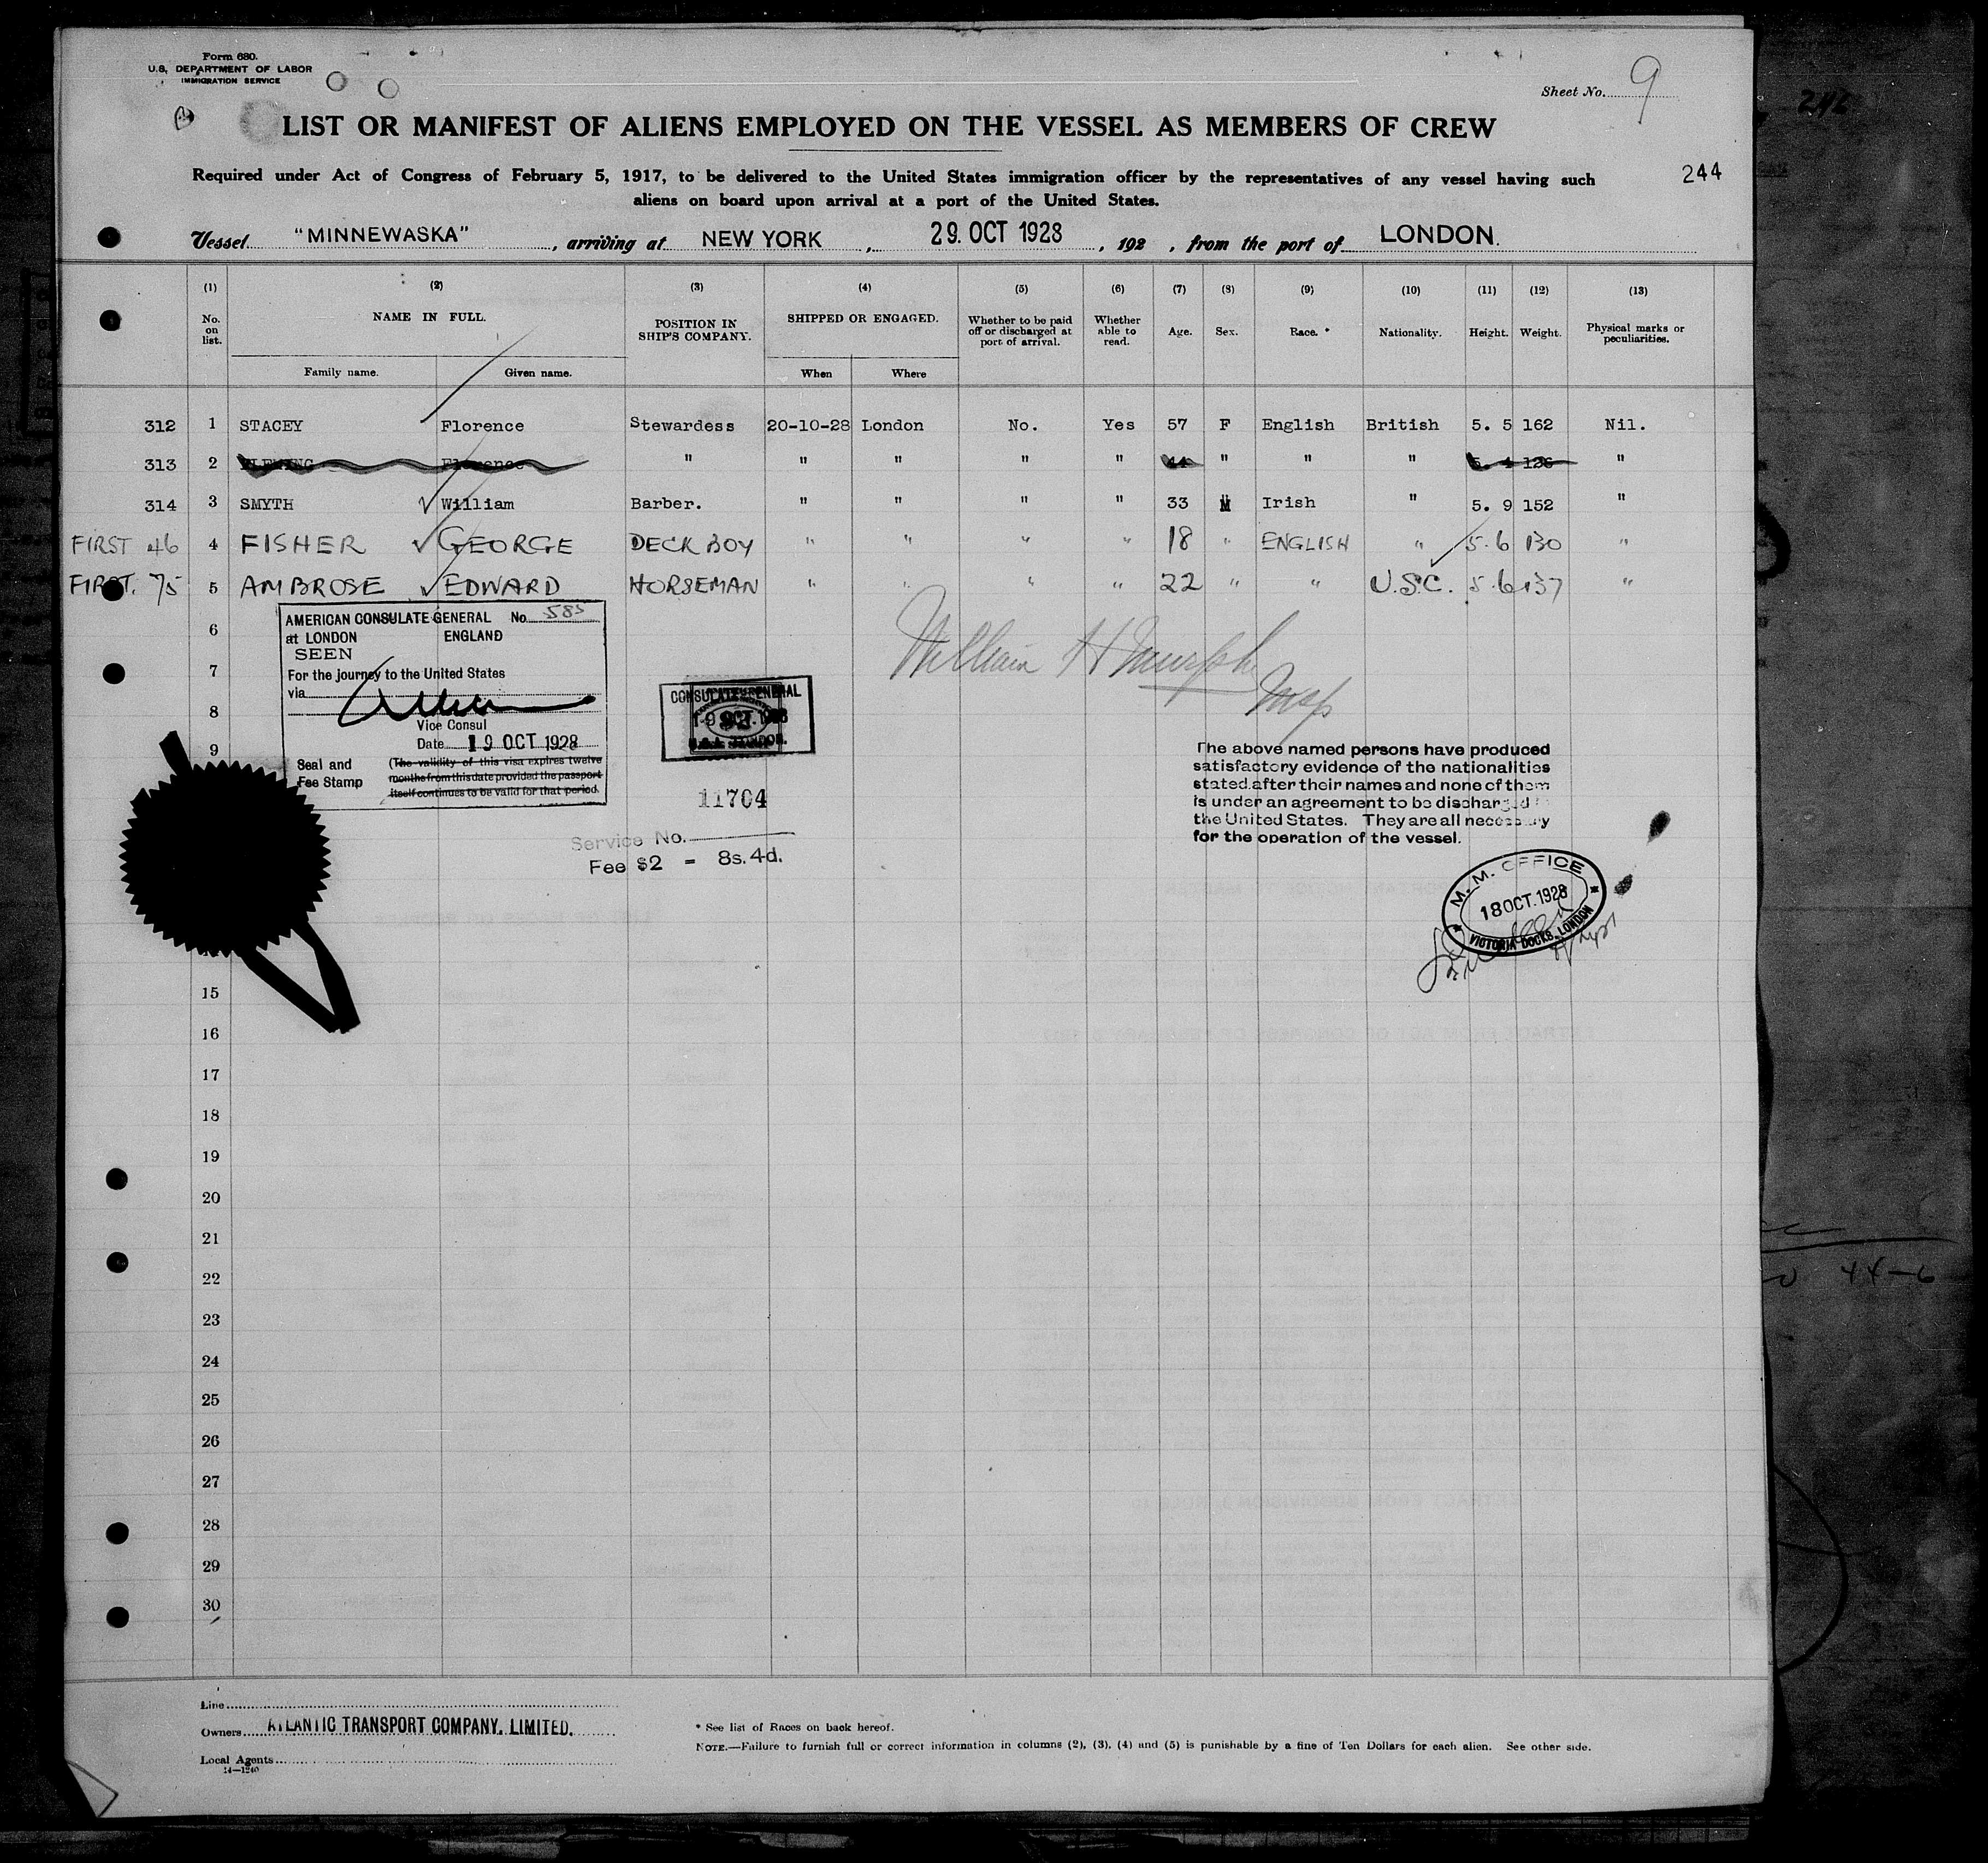 Form 680.
U.S. DEPARTMENT OF LABOR
IMMIGRATION SERVICE
Sheet No. 9
LIST OR MANIFEST OF ALIENS EMPLOYED ON THE VESSEL AS MEMBERS OF CREW
244
Required under Act of Congress of February 5, 1917, to be delivered to the United States immigration officer by the representatives of any vessel having such
aliens on board upon arrival at a port of the United States.
Vessel "MINNEWASKA", arriving at NEW YORK, 29. OCT 1928, 192 , from the port of LONDON.
(1) (2) (3) (4) (5) (6) (7) (8) (9) (10) (11) (12) (13)
No. on list. NAME IN FULL. POSITION IN SHIP'S COMPANY. SHIPPED OR ENGAGED. Whether to be paid off or discharged at port of arrival. Whether able to read. Age. Sex. Race. * Nationality. Height. Weight. Physical marks or peculiarities.
Family name. Given name. When Where
312 1 STACEY Florence Stewardess 20-10-28 London No. Yes 57 F English British 5. 5 162 Nil.
313 2 FLEMING Florence " " " " " 44 " " " 5. 4 126 "
314 3 SMYTH William Barber. " " " " 33 M Irish " 5. 9 152 "
FIRST 46 4 FISHER GEORGE DECK BOY " " " " 18 " ENGLISH " 5.6 130 "
FIRST. 75 5 AMBROSE EDWARD HORSEMAN " " " " 22 " " U.S.C. 5.6 137 "
6
7
8
9
AMERICAN CONSULATE GENERAL No. 585
at LONDON ENGLAND
SEEN
For the journey to the United States
via
Vice Consul
Date 19 OCT 1928
Seal and Fee Stamp
(The validity of this visa expires twelve
months from this date provided the passport
itself continues to be valid for that period.
CONSULATE GENERAL
19 OCT. 1928
LONDON.
11704
Service No.
Fee $2 = 8s. 4d.
William H Murph
The above named persons have produced
satisfactory evidence of the nationalities
stated after their names and none of them
is under an agreement to be discharged in
the United States. They are all necessary
for the operation of the vessel.
M. M. OFFICE
18 OCT. 1928
VICTORIA DOCKS, LONDON
15
16
17
18
19
20
21
22
23
24
25
26
27
28
29
30
44-6
Line
Owners ATLANTIC TRANSPORT COMPANY, LIMITED.
Local Agents
14—1240
* See list of Races on back hereof.
NOTE.—Failure to furnish full or correct information in columns (2), (3), (4) and (5) is punishable by a fine of Ten Dollars for each alien. See other side.